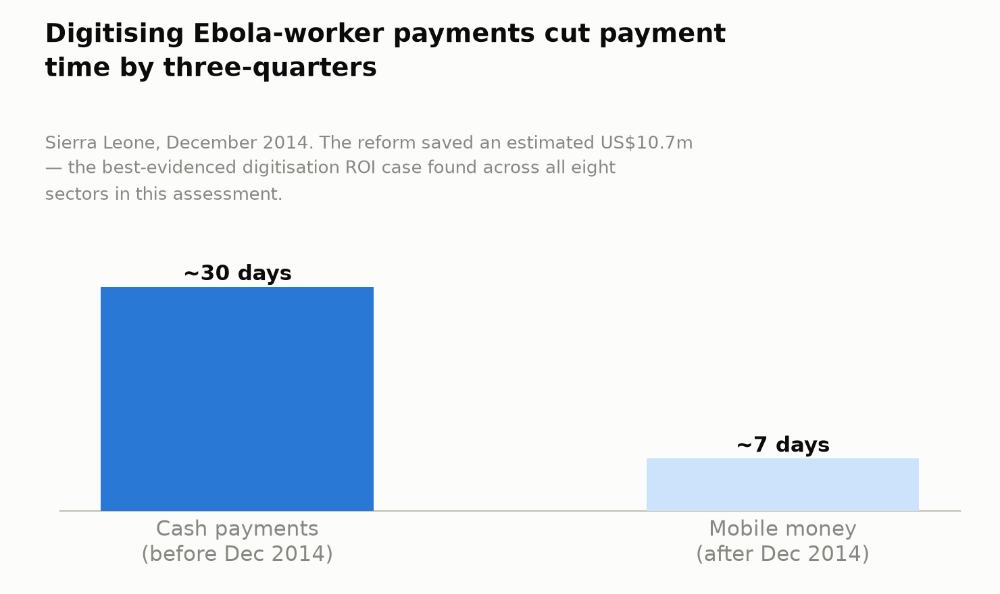 Digitising Ebola-worker payments cut payment
time by three-quarters
Sierra Leone, December 2014. The reform saved an estimated US$10.7m
— the best-evidenced digitisation ROI case found across all eight
sectors in this assessment.
~30 days
~7 days
Cash payments
(before Dec 2014)
Mobile money
(after Dec 2014)